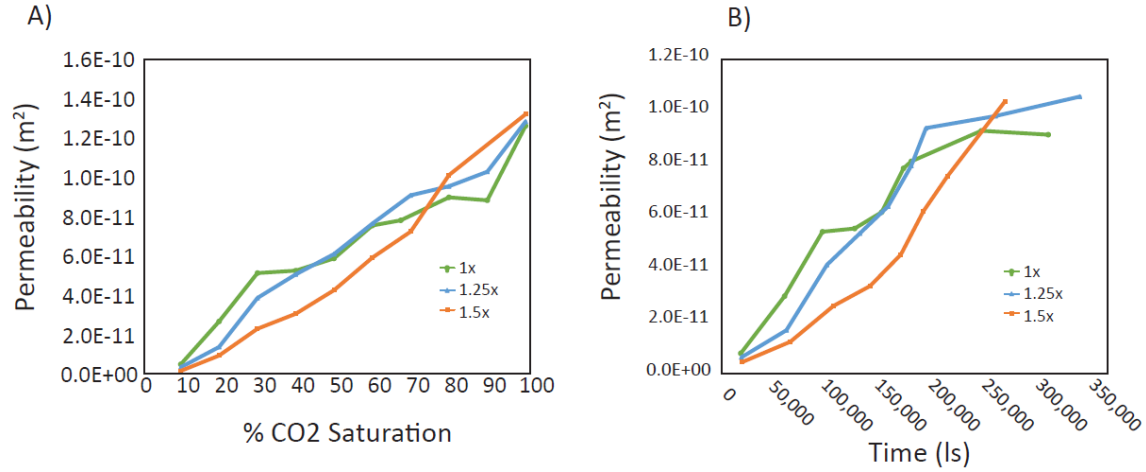 A)
Permeability (m²)
1.6E-10
1.4E-10
1.2E-10
1.0E-10
8.0E-11
6.0E-11
4.0E-11
2.0E-11
0.0E+00
1x
1.25x
1.5x
0 10 20 30 40 50 60 70 80 90 100
% CO2 Saturation
B)
Permeability (m²)
1.2E-10
1.0E-10
8.0E-11
6.0E-11
4.0E-11
2.0E-11
0.0E+00
1x
1.25x
1.5x
0 50,000 100,000 150,000 200,000 250,000 300,000 350,000
Time (ls)